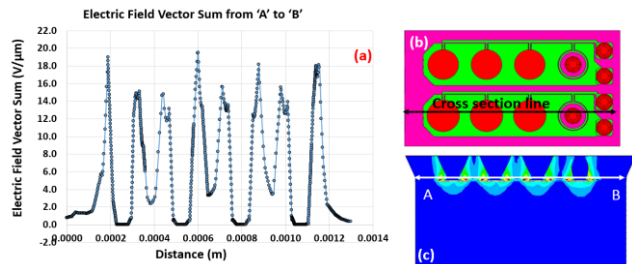 Electric Field Vector Sum from ‘A’ to ‘B’
(a)
Electric Field Vector Sum (V/µm)
22.0
20.0
18.0
16.0
14.0
12.0
10.0
8.0
6.0
4.0
2.0
0.0
-2.0
0.0000
0.0002
0.0004
0.0006
0.0008
0.0010
0.0012
0.0014
Distance (m)
(b)
Cross section line
A
B
(c)